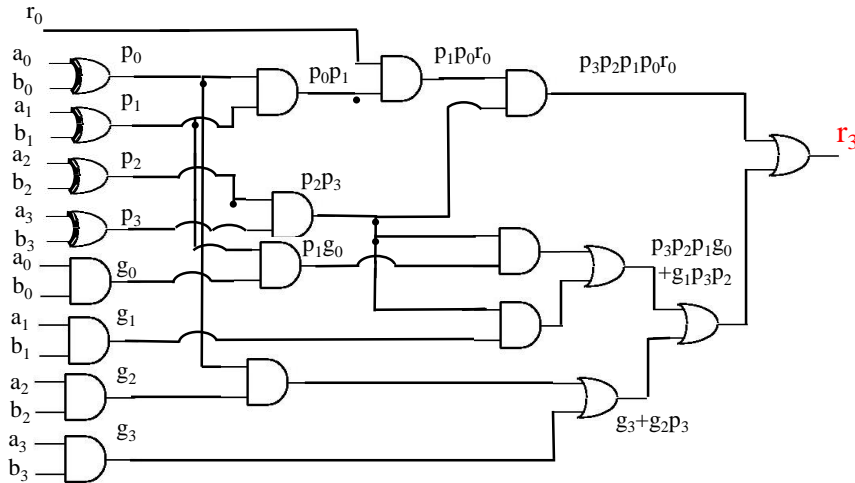 r₀
a₀ p₀
b₀
p₀p₁
p₁p₀r₀
p₃p₂p₁p₀r₀
a₁ p₁
b₁
r₃
a₂ p₂
b₂
p₂p₃
a₃ p₃
b₃
a₀ g₀
b₀
p₁g₀
p₃p₂p₁g₀
+g₁p₃p₂
a₁ g₁
b₁
a₂ g₂
b₂
g₃+g₂p₃
a₃ g₃
b₃